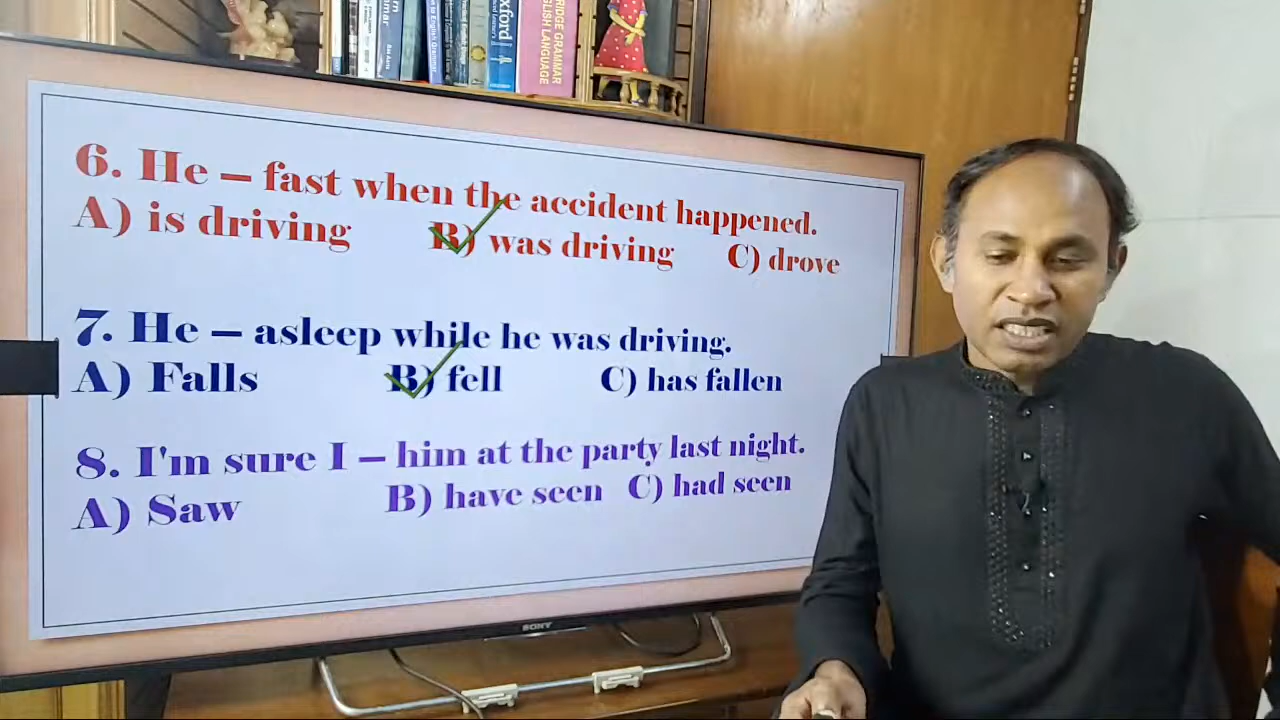 Oxford
BRIDGE GRAMMAR
ENGLISH LANGUAGE
6. He – fast when the accident happened.
A) is driving B) was driving C) drove
7. He – asleep while he was driving.
A) Falls B) fell C) has fallen
8. I'm sure I – him at the party last night.
A) Saw B) have seen C) had seen
SONY